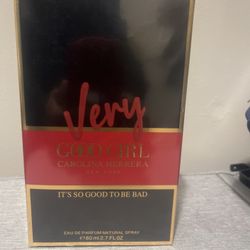 Very
GOOD GIRL
CAROLINA HERRERA
NEW YORK
IT'S SO GOOD TO BE BAD
EAU DE PARFUM NATURAL SPRAY
e 80 ml 2.7 FL.OZ